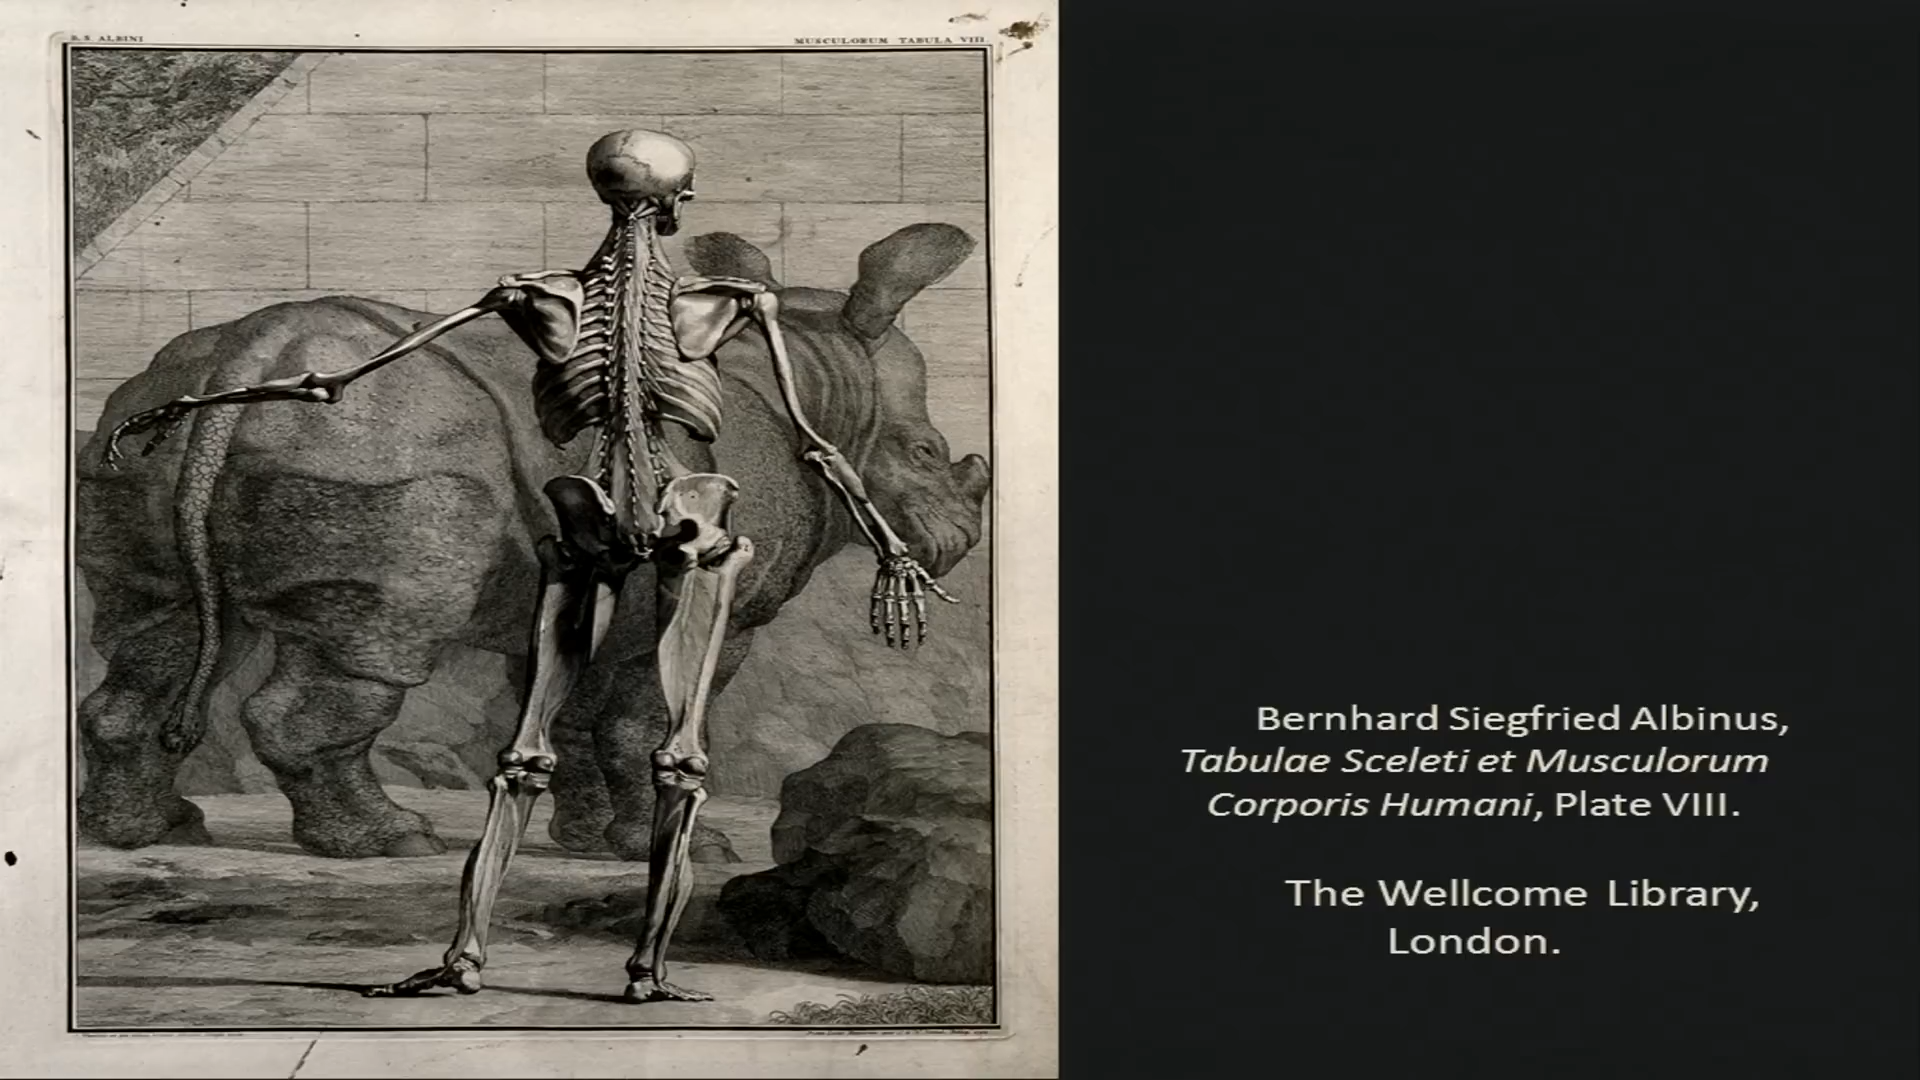 B. S. ALBINI
MUSCULORUM TABULA VIII.
Bernhard Siegfried Albinus,
Tabulae Sceleti et Musculorum
Corporis Humani, Plate VIII.
The Wellcome Library,
London.